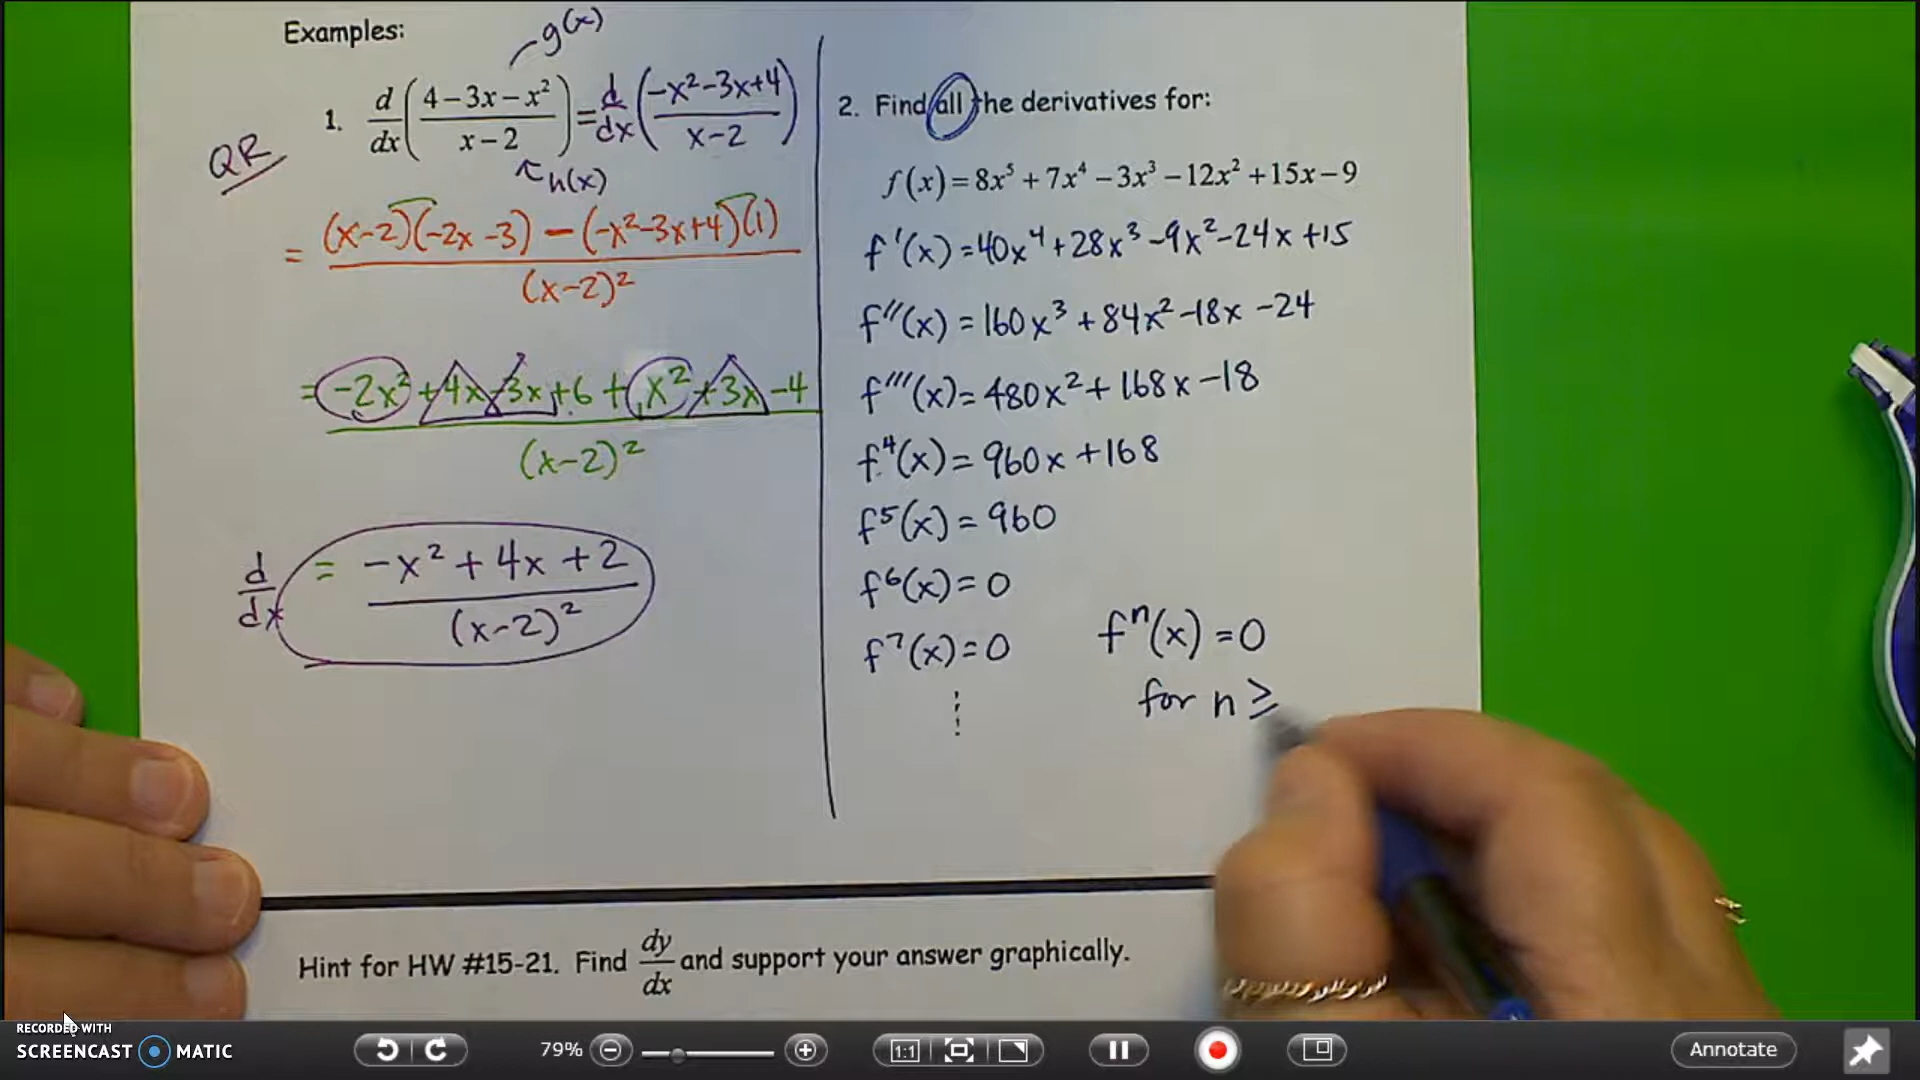 Examples:
g(x)
1. d/dx ( (4 – 3x – x²) / (x – 2) ) = d/dx ( (-x² - 3x + 4) / (x - 2) )
h(x)
QR
= ( (x-2)(-2x-3) - (-x²-3x+4)(1) ) / (x-2)²
= ( -2x² + 4x - 3x + 6 + x² + 3x - 4 ) / (x-2)²
d/dx = ( -x² + 4x + 2 ) / (x-2)²
2. Find all the derivatives for:
f(x) = 8x⁵ + 7x⁴ – 3x³ – 12x² + 15x – 9
f'(x) = 40x⁴ + 28x³ - 9x² - 24x + 15
f''(x) = 160x³ + 84x² - 18x - 24
f'''(x) = 480x² + 168x - 18
f⁴(x) = 960x + 168
f⁵(x) = 960
f⁶(x) = 0
f⁷(x) = 0
fⁿ(x) = 0
for n ≥
Hint for HW #15-21. Find dy/dx and support your answer graphically.
RECORDED WITH
SCREENCAST MATIC
79%
1:1
Annotate